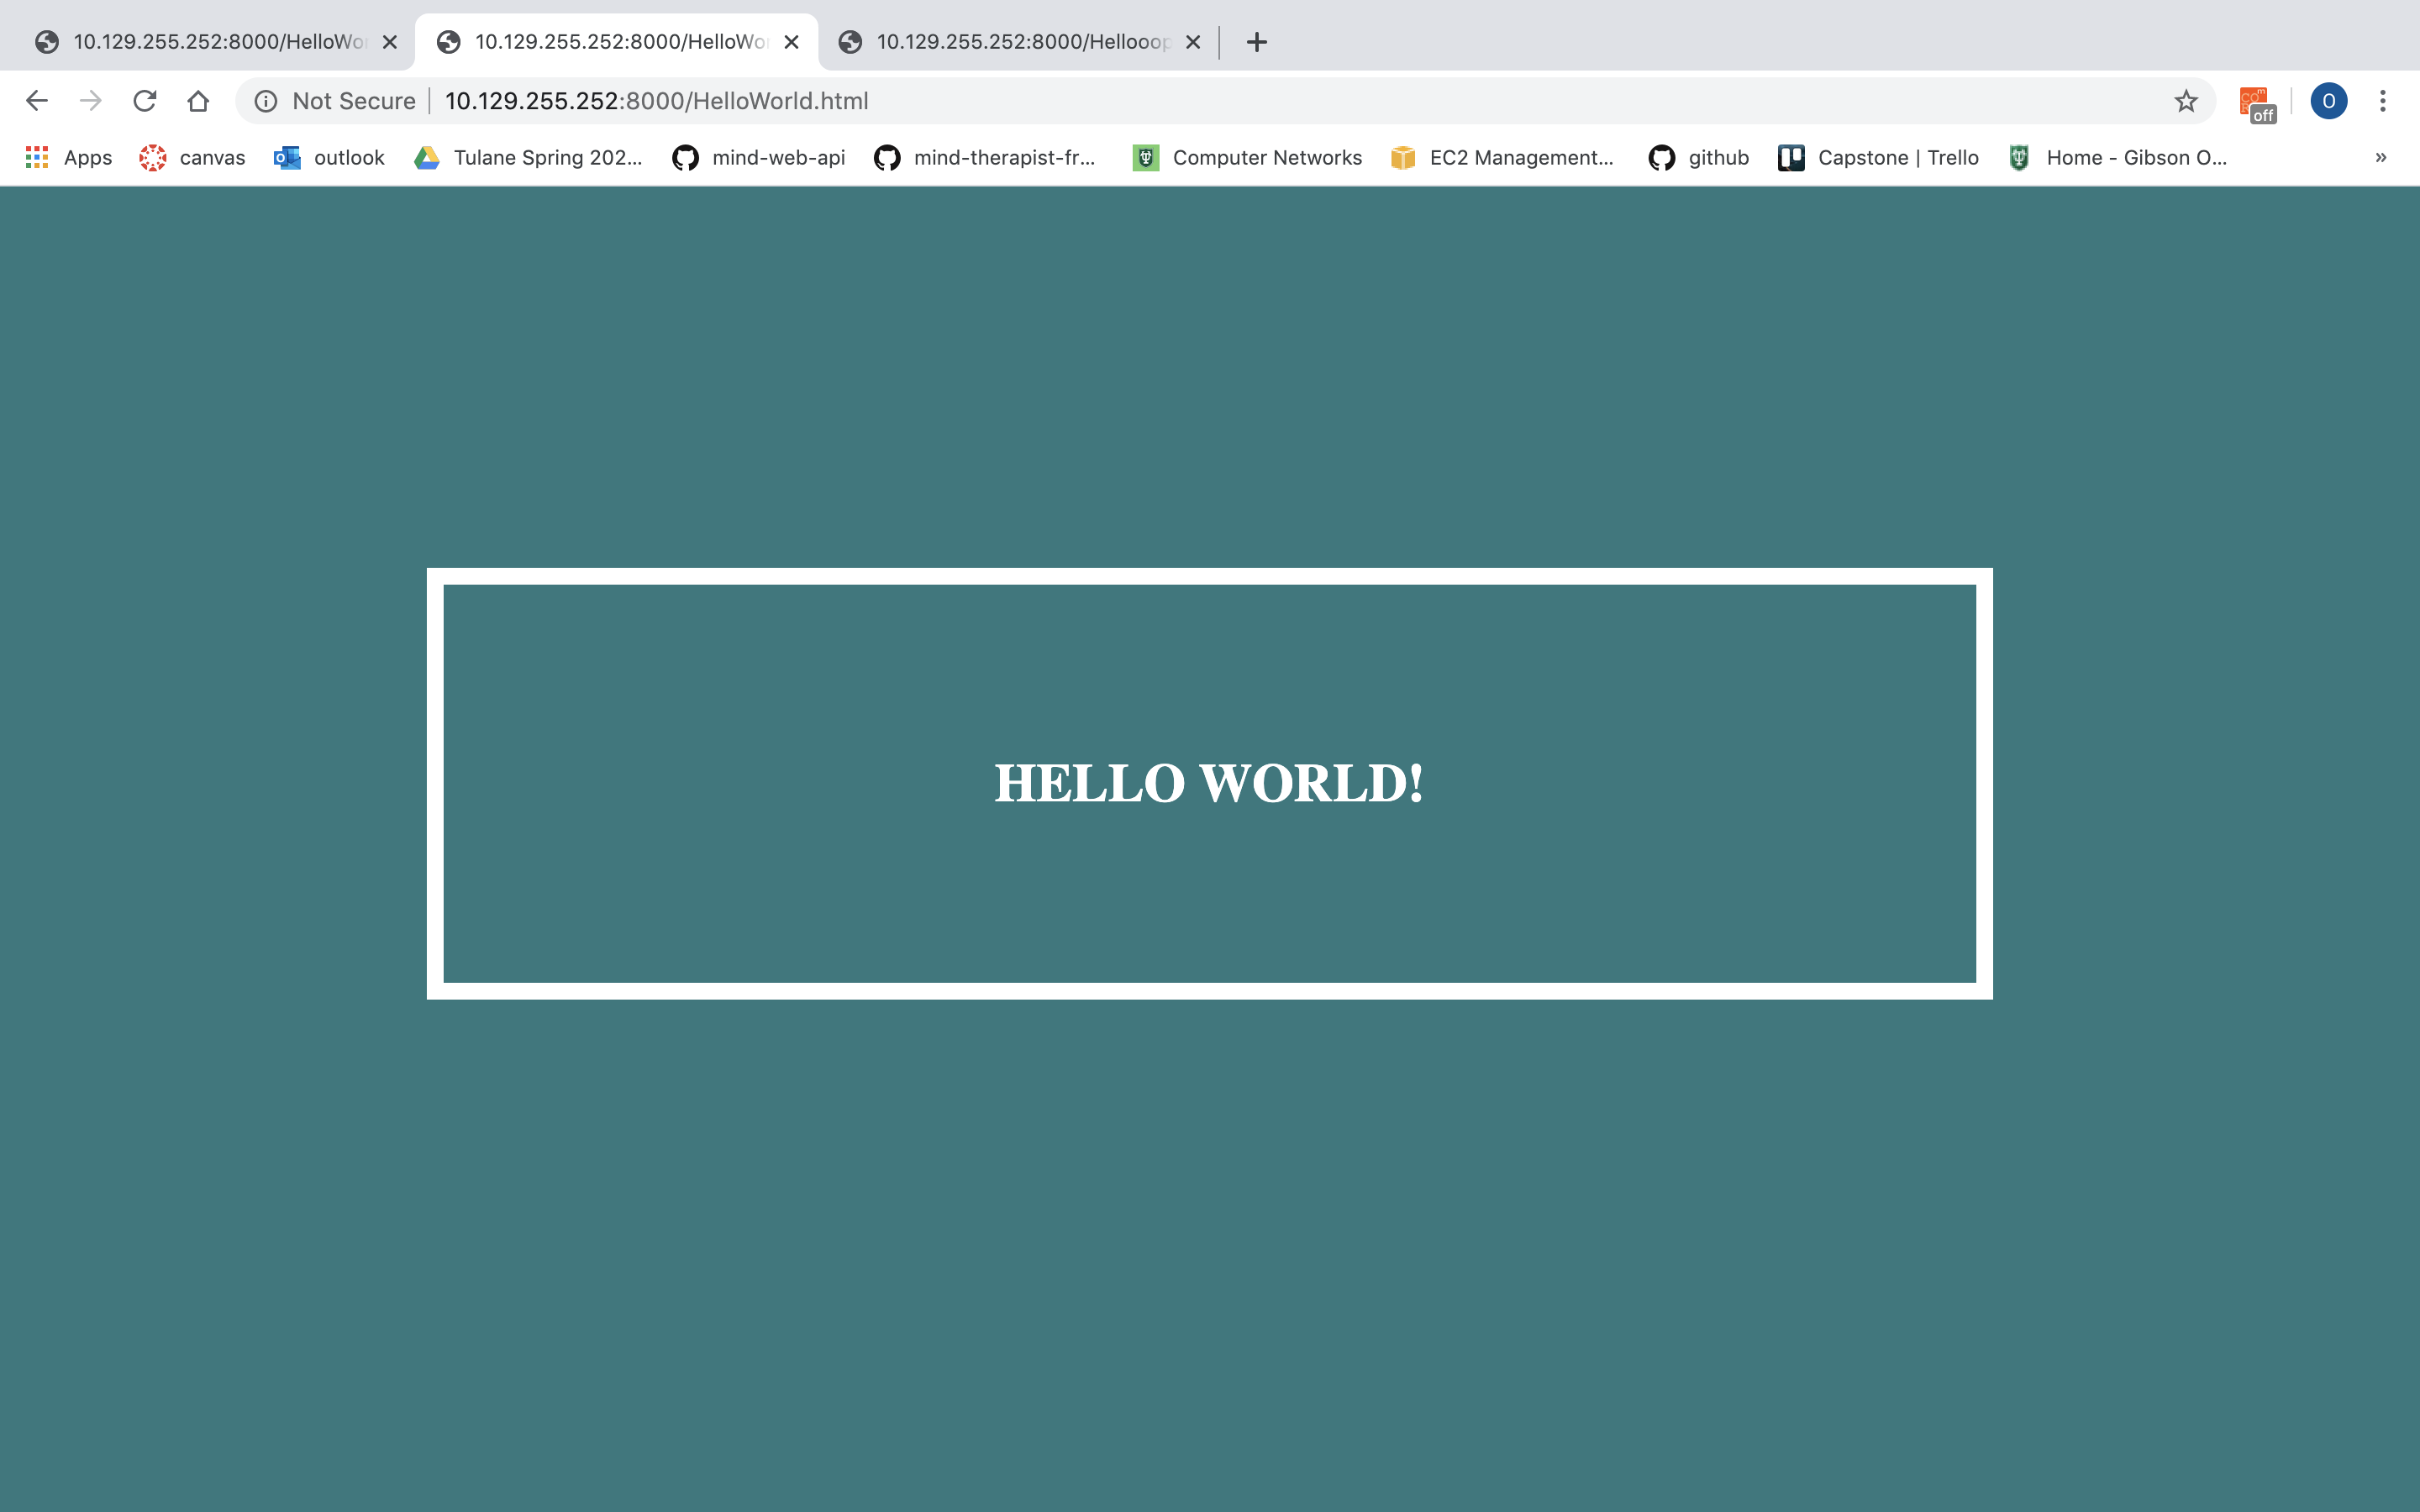 10.129.255.252:8000/HelloWor
10.129.255.252:8000/HelloWor
10.129.255.252:8000/Hellooop
Not Secure 10.129.255.252:8000/HelloWorld.html
off
O
Apps canvas outlook Tulane Spring 202... mind-web-api mind-therapist-fr... Computer Networks EC2 Management... github Capstone | Trello Home - Gibson O... »
HELLO WORLD!